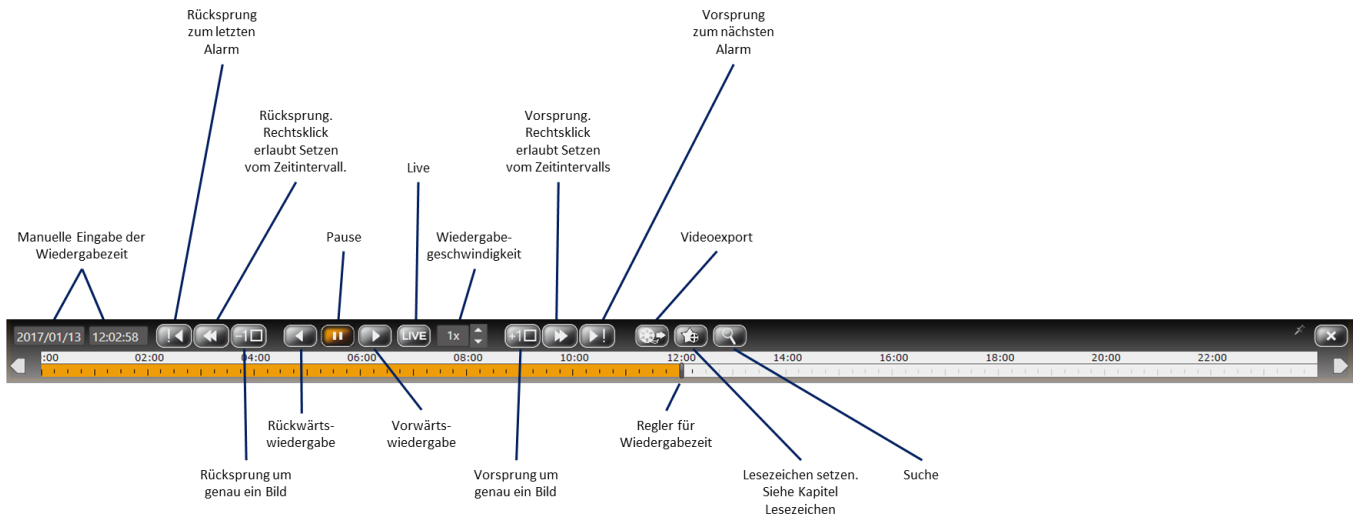 Rücksprung
zum letzten
Alarm
Vorsprung
zum nächsten
Alarm
Rücksprung.
Rechtsklick
erlaubt Setzen
vom Zeitintervall.
Live
Vorsprung.
Rechtsklick
erlaubt Setzen
vom Zeitintervalls
Manuelle Eingabe der
Wiedergabezeit
Pause
Wiedergabe-
geschwindigkeit
Videoexport
2017/01/13 12:02:58 ! -1 LIVE 1x +1 !
:00 02:00 04:00 06:00 08:00 10:00 12:00 14:00 16:00 18:00 20:00 22:00
Rückwärts-
wiedergabe
Vorwärts-
wiedergabe
Regler für
Wiedergabezeit
Rücksprung um
genau ein Bild
Vorsprung um
genau ein Bild
Lesezeichen setzen.
Siehe Kapitel
Lesezeichen
Suche